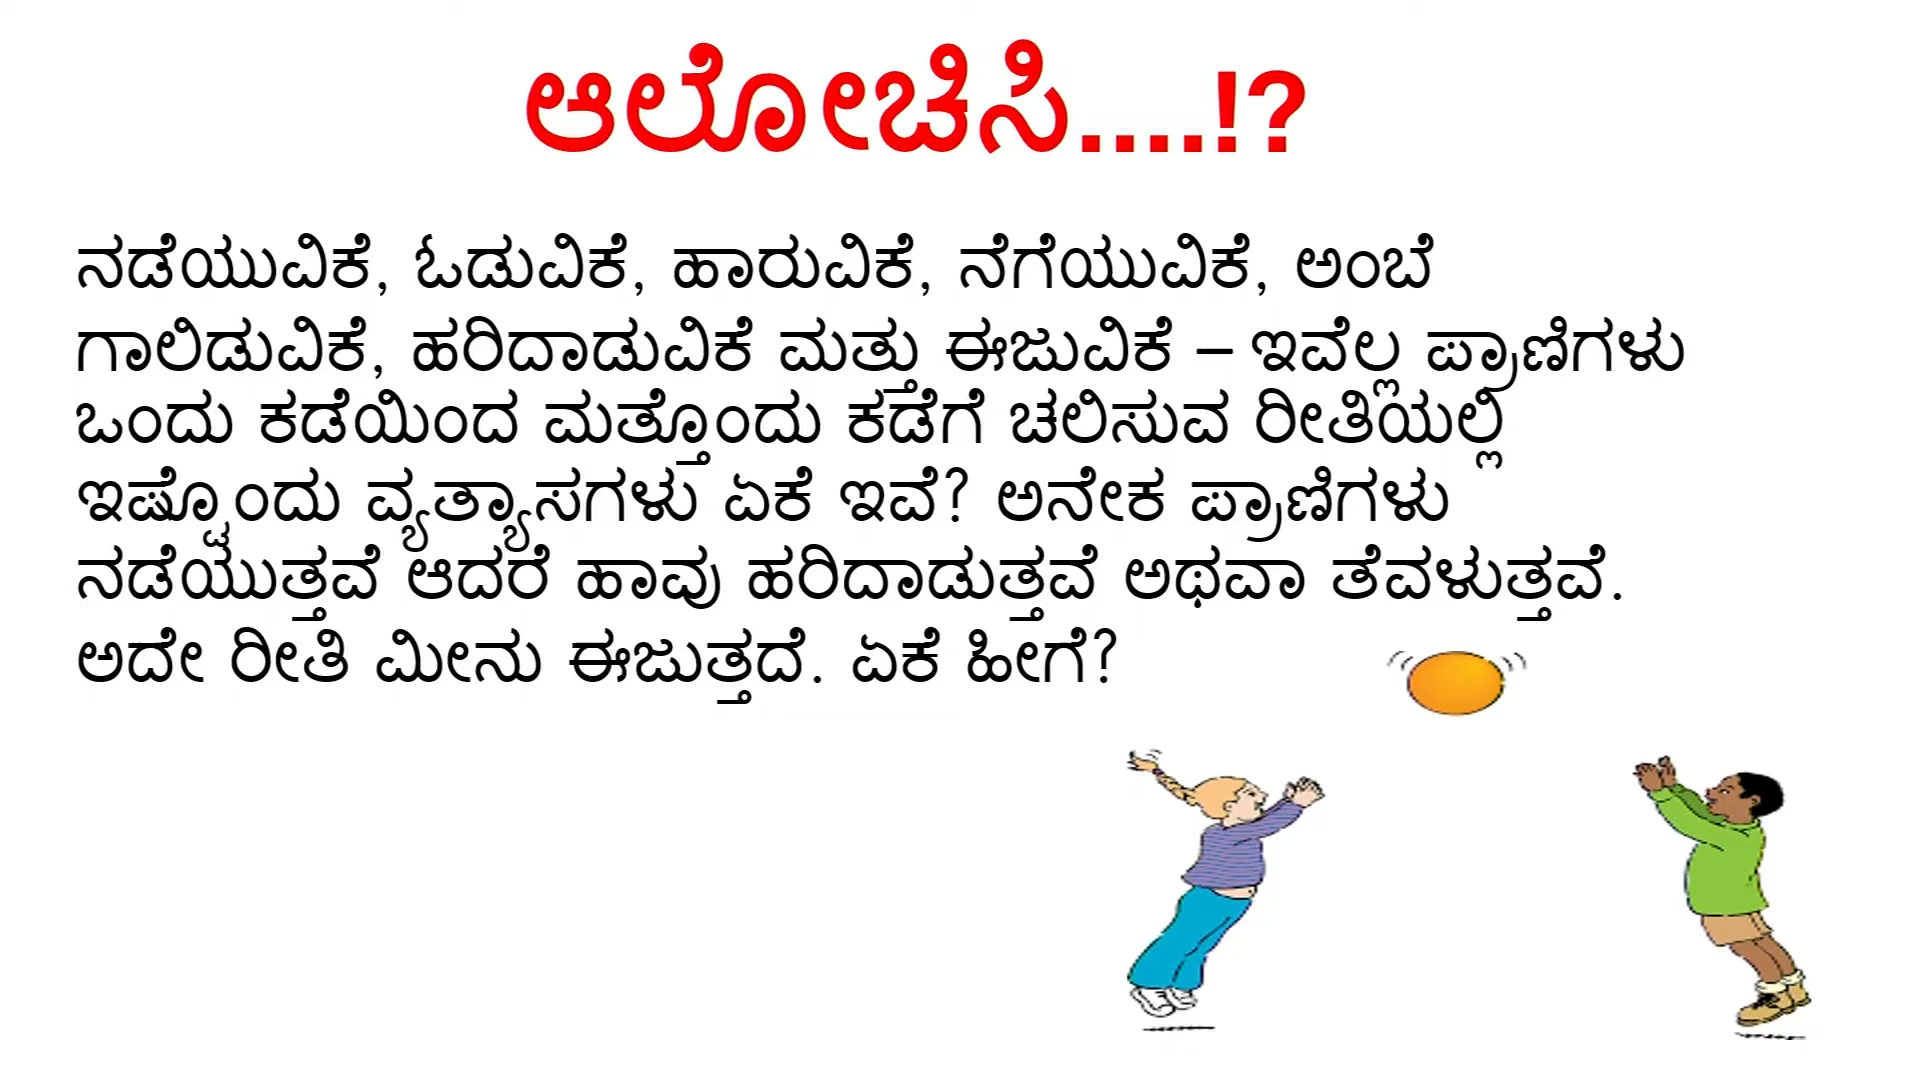 ಆಲೋಚಿಸಿ....!?
ನಡೆಯುವಿಕೆ, ಓಡುವಿಕೆ, ಹಾರುವಿಕೆ, ನೆಗೆಯುವಿಕೆ, ಅಂಬೆ
ಗಾಲಿಡುವಿಕೆ, ಹರಿದಾಡುವಿಕೆ ಮತ್ತು ಈಜುವಿಕೆ – ಇವೆಲ್ಲ ಪ್ರಾಣಿಗಳು
ಒಂದು ಕಡೆಯಿಂದ ಮತ್ತೊಂದು ಕಡೆಗೆ ಚಲಿಸುವ ರೀತಿಯಲ್ಲಿ
ಇಷ್ಟೊಂದು ವ್ಯತ್ಯಾಸಗಳು ಏಕೆ ಇವೆ? ಅನೇಕ ಪ್ರಾಣಿಗಳು
ನಡೆಯುತ್ತವೆ ಆದರೆ ಹಾವು ಹರಿದಾಡುತ್ತವೆ ಅಥವಾ ತೆವಳುತ್ತವೆ.
ಅದೇ ರೀತಿ ಮೀನು ಈಜುತ್ತದೆ. ಏಕೆ ಹೀಗೆ?